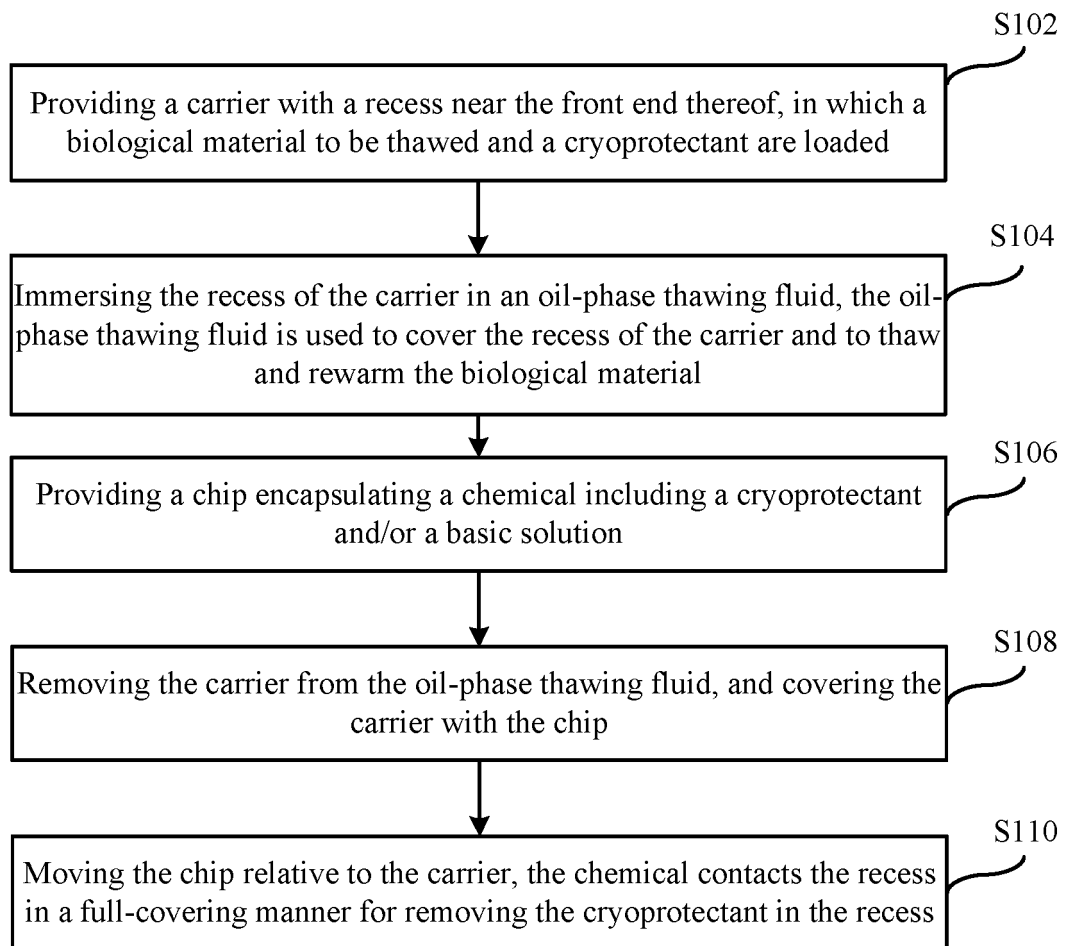 S102
Providing a carrier with a recess near the front end thereof, in which a
biological material to be thawed and a cryoprotectant are loaded
S104
Immersing the recess of the carrier in an oil-phase thawing fluid, the oil-
phase thawing fluid is used to cover the recess of the carrier and to thaw
and rewarm the biological material
S106
Providing a chip encapsulating a chemical including a cryoprotectant
and/or a basic solution
S108
Removing the carrier from the oil-phase thawing fluid, and covering the
carrier with the chip
S110
Moving the chip relative to the carrier, the chemical contacts the recess
in a full-covering manner for removing the cryoprotectant in the recess